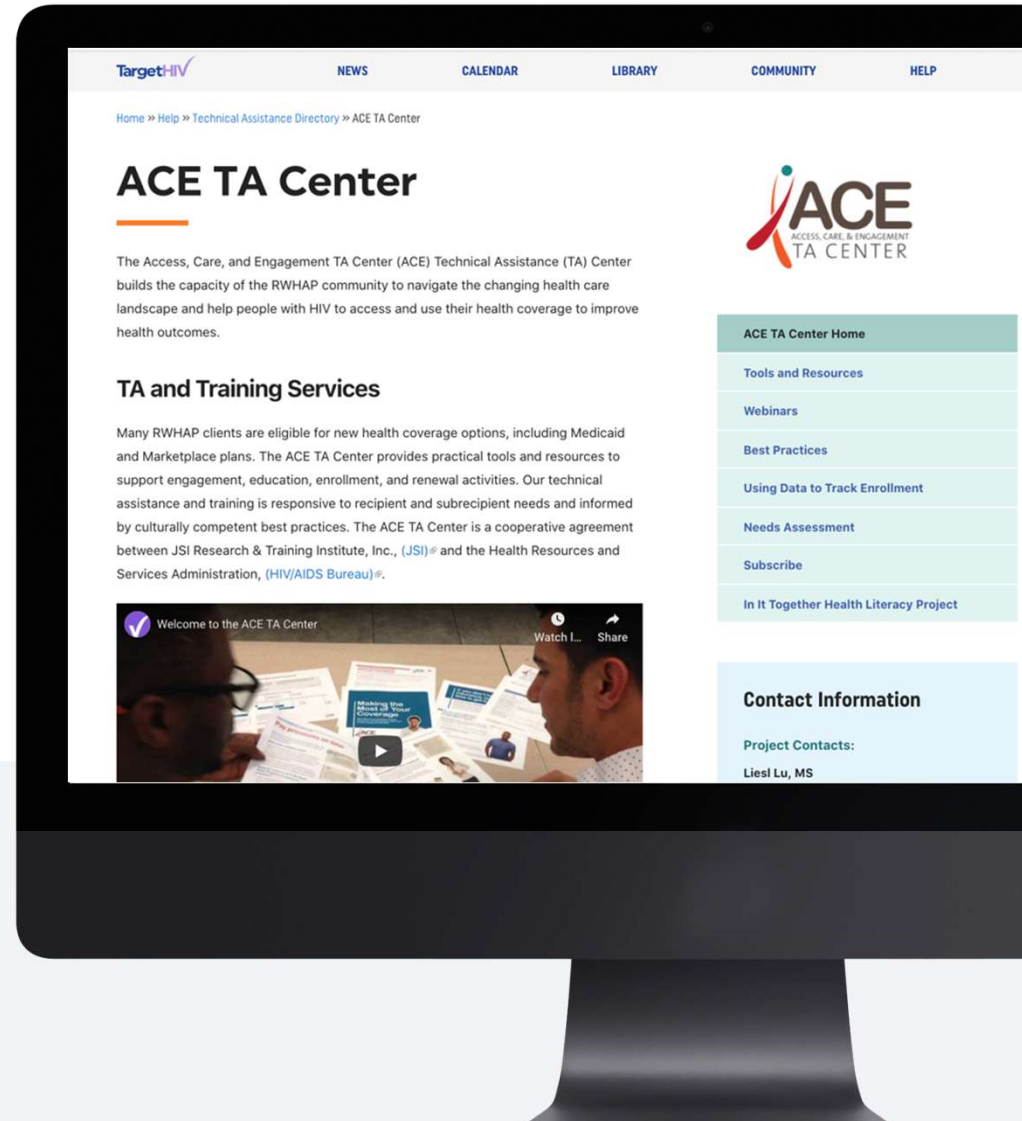 TargetHIV
NEWS
CALENDAR
LIBRARY
COMMUNITY
HELP
Home » Help » Technical Assistance Directory » ACE TA Center
ACE TA Center
The Access, Care, and Engagement TA Center (ACE) Technical Assistance (TA) Center
builds the capacity of the RWHAP community to navigate the changing health care
landscape and help people with HIV to access and use their health coverage to improve
health outcomes.
TA and Training Services
Many RWHAP clients are eligible for new health coverage options, including Medicaid
and Marketplace plans. The ACE TA Center provides practical tools and resources to
support engagement, education, enrollment, and renewal activities. Our technical
assistance and training is responsive to recipient and subrecipient needs and informed
by culturally competent best practices. The ACE TA Center is a cooperative agreement
between JSI Research & Training Institute, Inc., (JSI) and the Health Resources and
Services Administration, (HIV/AIDS Bureau).
Welcome to the ACE TA Center
Watch l...
Share
Making the
Most of Your
Coverage
ACE
ACCESS, CARE, & ENGAGEMENT
TA CENTER
ACE TA Center Home
Tools and Resources
Webinars
Best Practices
Using Data to Track Enrollment
Needs Assessment
Subscribe
In It Together Health Literacy Project
Contact Information
Project Contacts:
Liesl Lu, MS